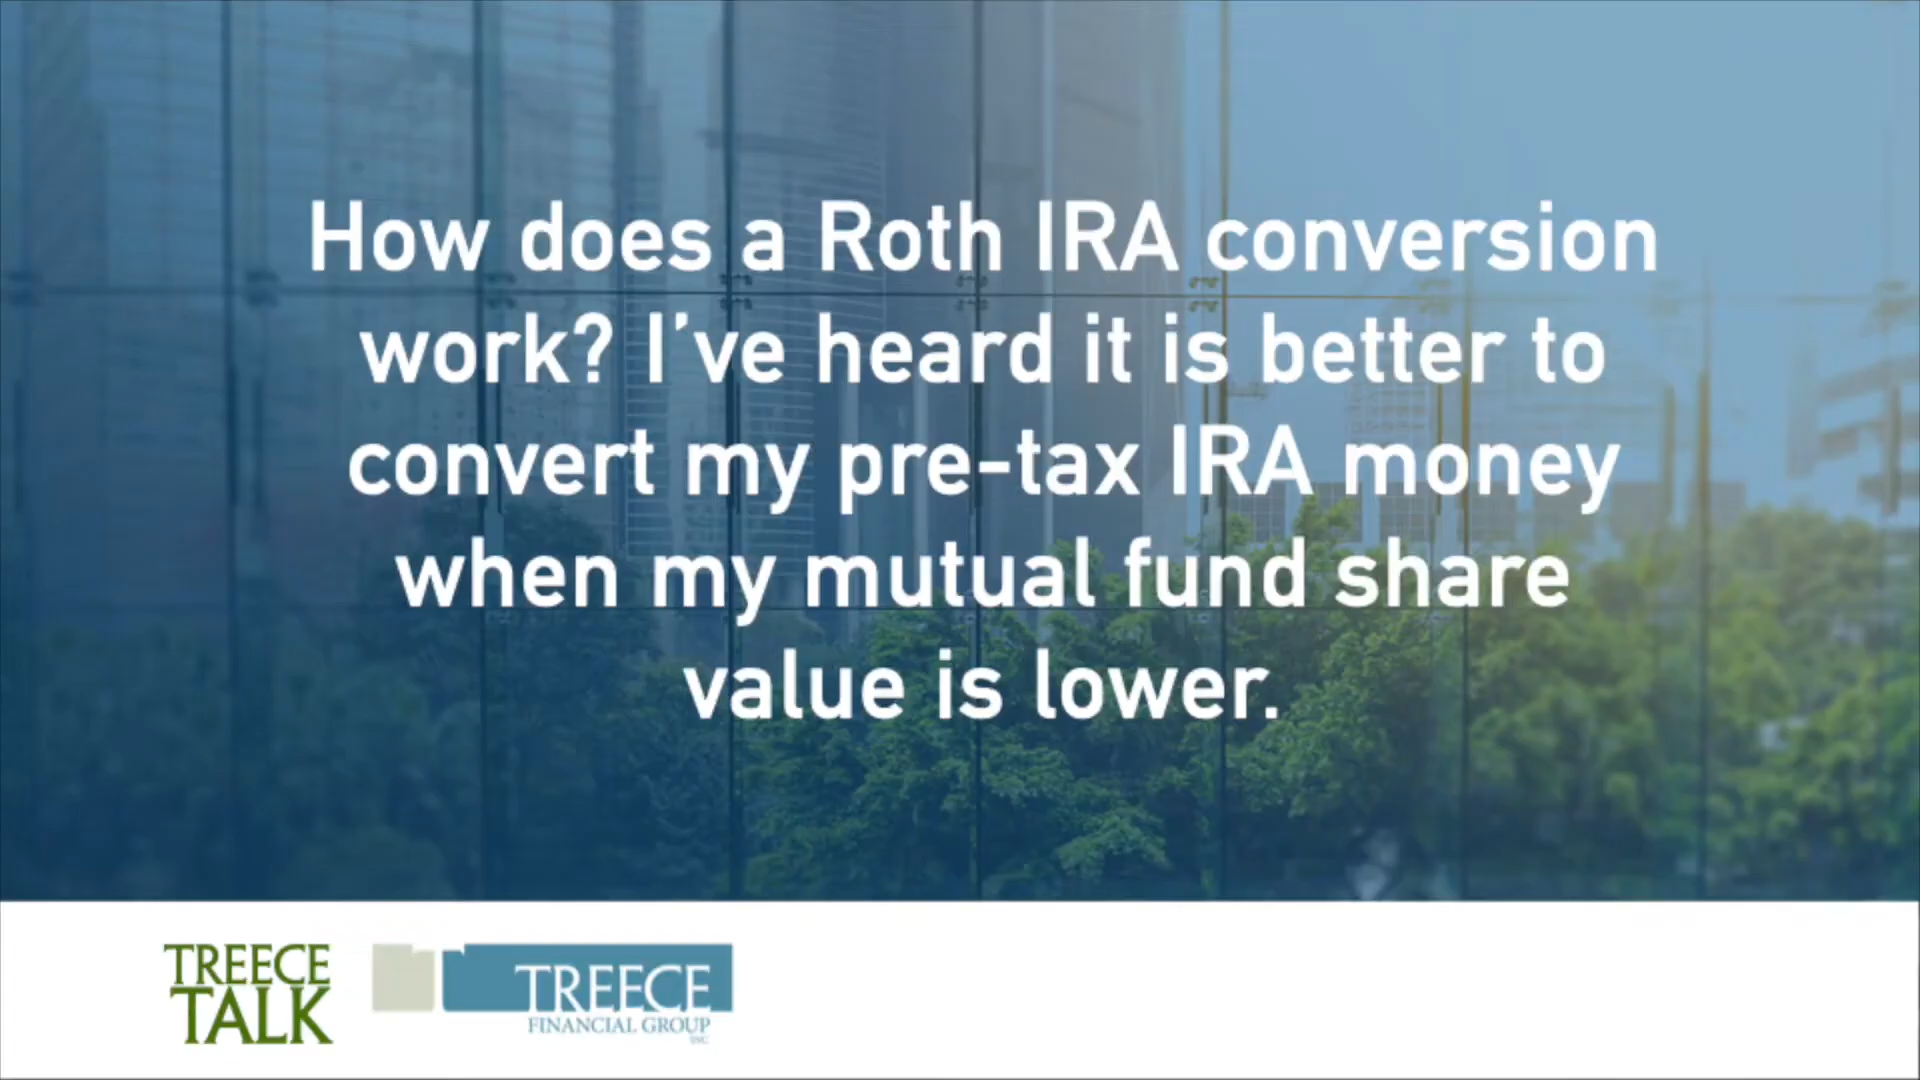 How does a Roth IRA conversion
work? I've heard it is better to
convert my pre-tax IRA money
when my mutual fund share
value is lower.
TREECE
TALK
TREECE
FINANCIAL GROUP
INC